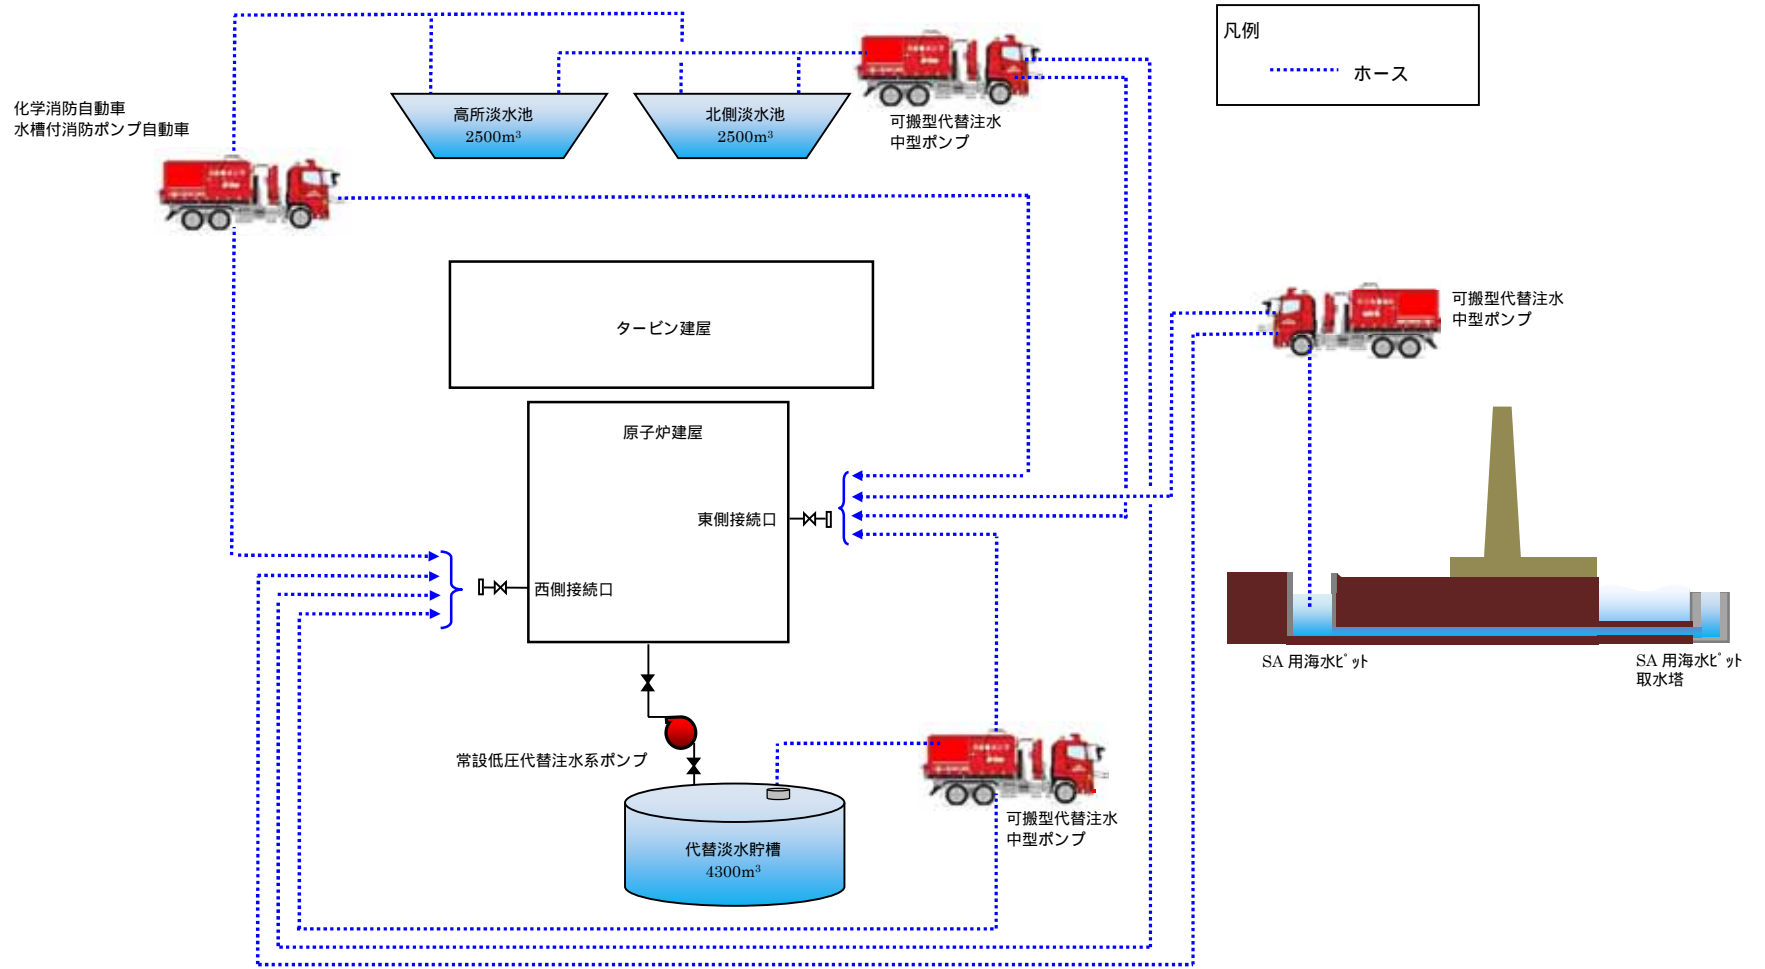 凡例
ホース
化学消防自動車
水槽付消防ポンプ自動車
高所淡水池
2500m³
北側淡水池
2500m³
可搬型代替注水
中型ポンプ
タービン建屋
可搬型代替注水
中型ポンプ
原子炉建屋
東側接続口
西側接続口
SA 用海水ﾋﾟｯﾄ
SA 用海水ﾋﾟｯﾄ
取水塔
常設低圧代替注水系ポンプ
可搬型代替注水
中型ポンプ
代替淡水貯槽
4300m³